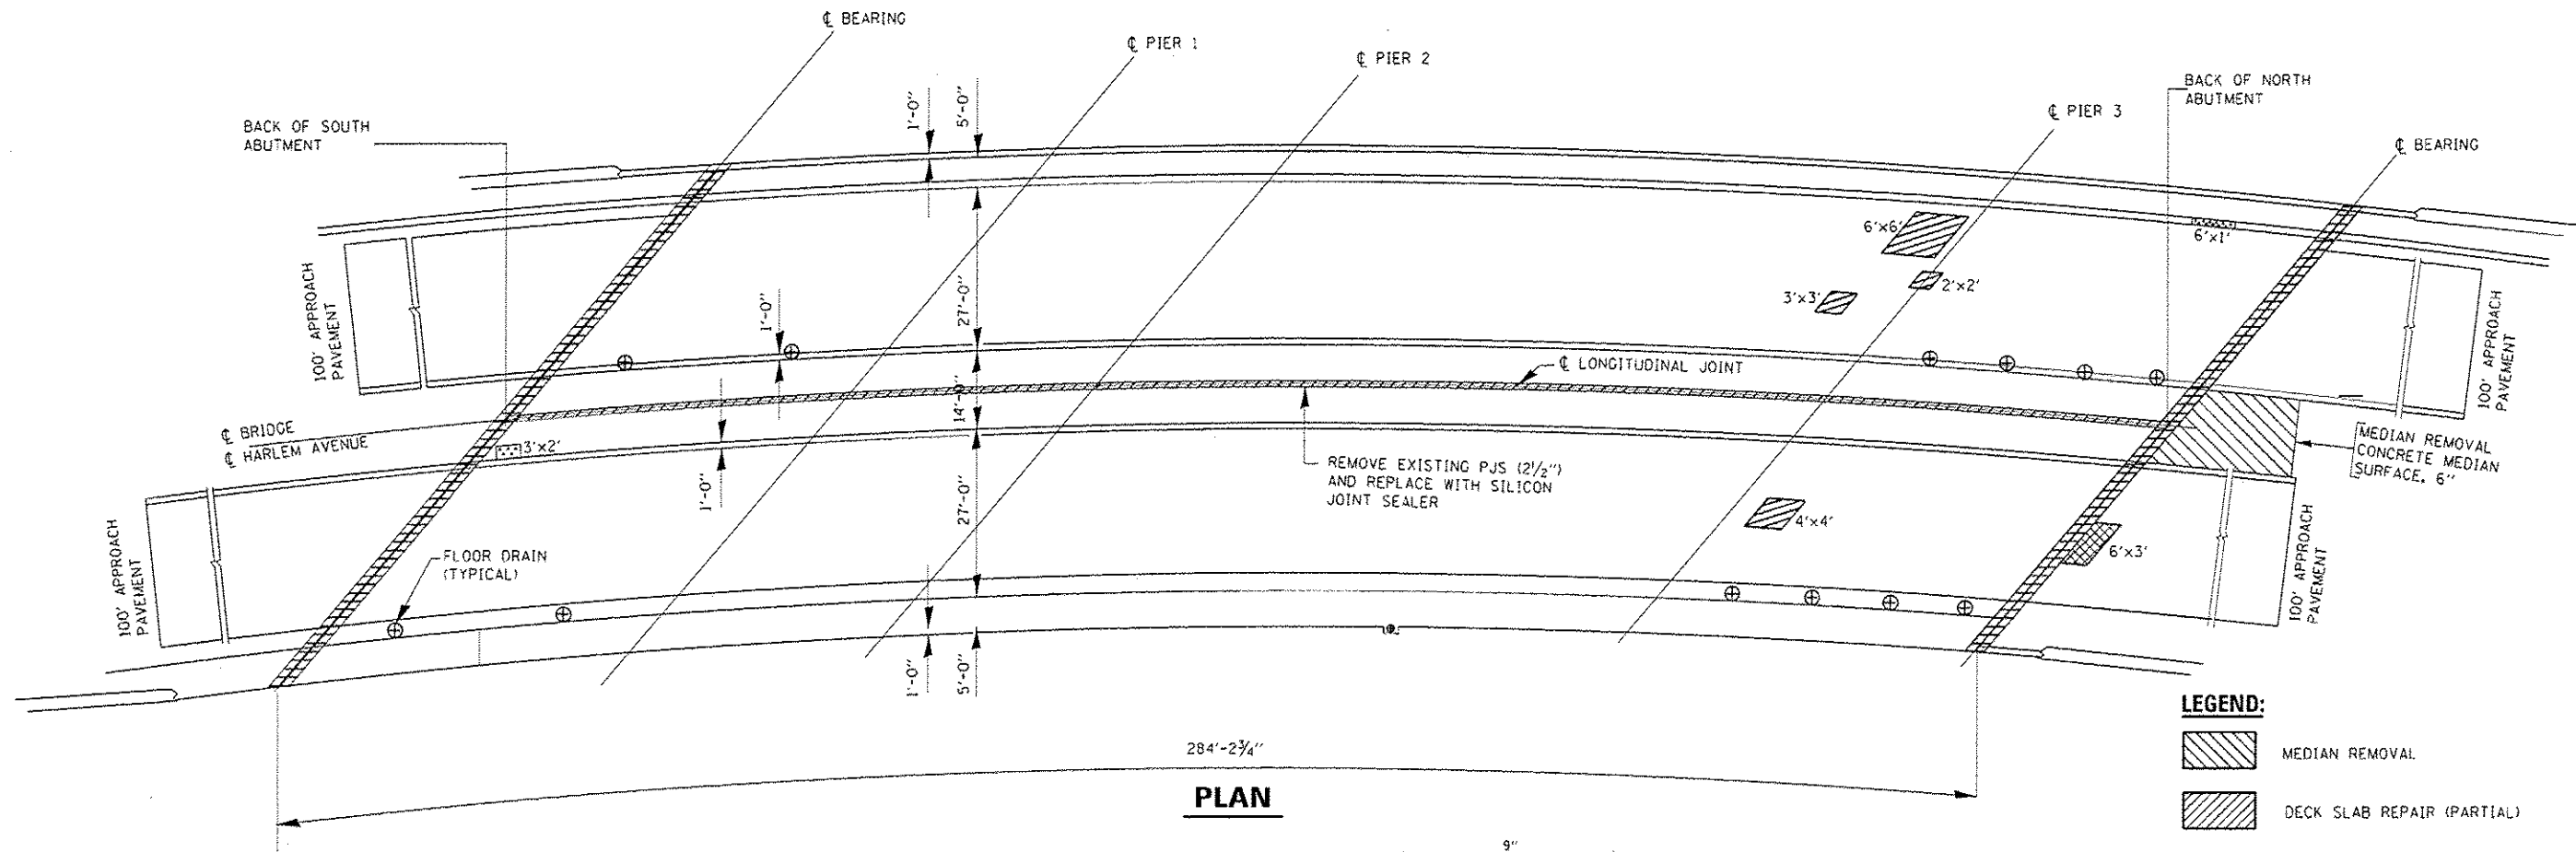 ℄ BEARING
℄ PIER 1
℄ PIER 2
BACK OF NORTH
ABUTMENT
℄ PIER 3
℄ BEARING
BACK OF SOUTH
ABUTMENT
1'-0"
5'-0"
6'x6'
6'x1'
2'x2'
3'x3'
100' APPROACH
PAVEMENT
27'-0"
1'-0"
100' APPROACH
PAVEMENT
℄ LONGITUDINAL JOINT
14'-0"
℄ BRIDGE
℄ HARLEM AVENUE
3'x2'
1'-0"
REMOVE EXISTING PJS (2½")
AND REPLACE WITH SILICON
JOINT SEALER
MEDIAN REMOVAL
CONCRETE MEDIAN
SURFACE, 6"
27'-0"
4'x4'
6'x3'
100' APPROACH
PAVEMENT
FLOOR DRAIN
(TYPICAL)
100' APPROACH
PAVEMENT
1'-0"
5'-0"
284'-2¾"
PLAN
9"
LEGEND:
MEDIAN REMOVAL
DECK SLAB REPAIR (PARTIAL)